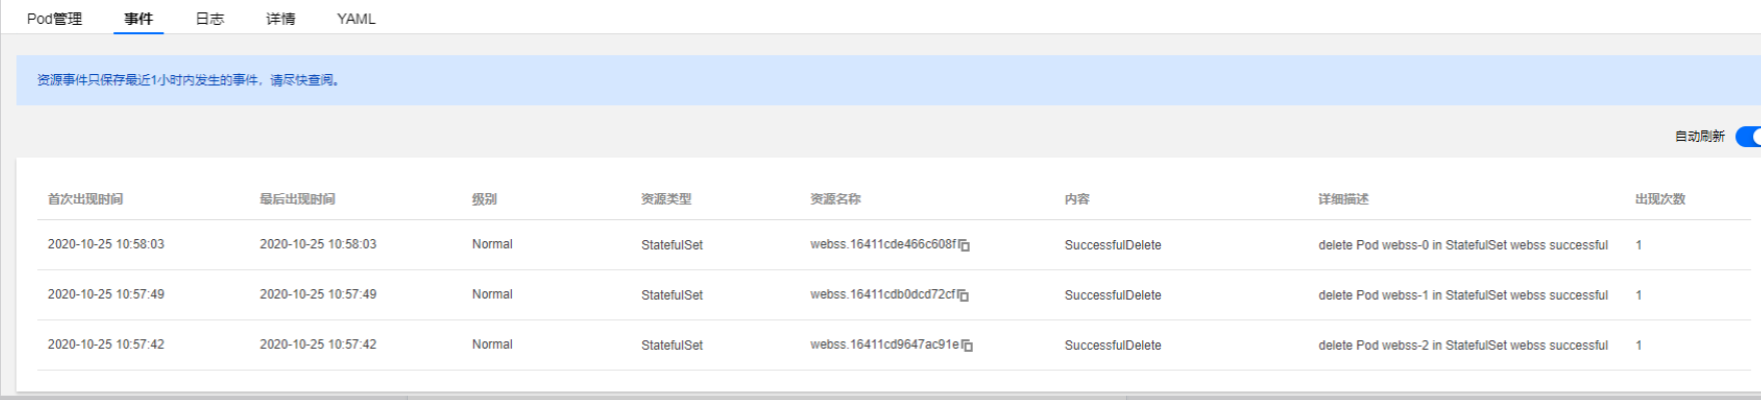 Pod管理 事件 日志 详情 YAML
资源事件只保存最近1小时内发生的事件，请尽快查阅。
自动刷新
首次出现时间 最后出现时间 级别 资源类型 资源名称 内容 详细描述 出现次数
2020-10-25 10:58:03 2020-10-25 10:58:03 Normal StatefulSet webss.16411cde466c608f SuccessfulDelete delete Pod webss-0 in StatefulSet webss successful 1
2020-10-25 10:57:49 2020-10-25 10:57:49 Normal StatefulSet webss.16411cdb0dcd72cf SuccessfulDelete delete Pod webss-1 in StatefulSet webss successful 1
2020-10-25 10:57:42 2020-10-25 10:57:42 Normal StatefulSet webss.16411cd9647ac91e SuccessfulDelete delete Pod webss-2 in StatefulSet webss successful 1